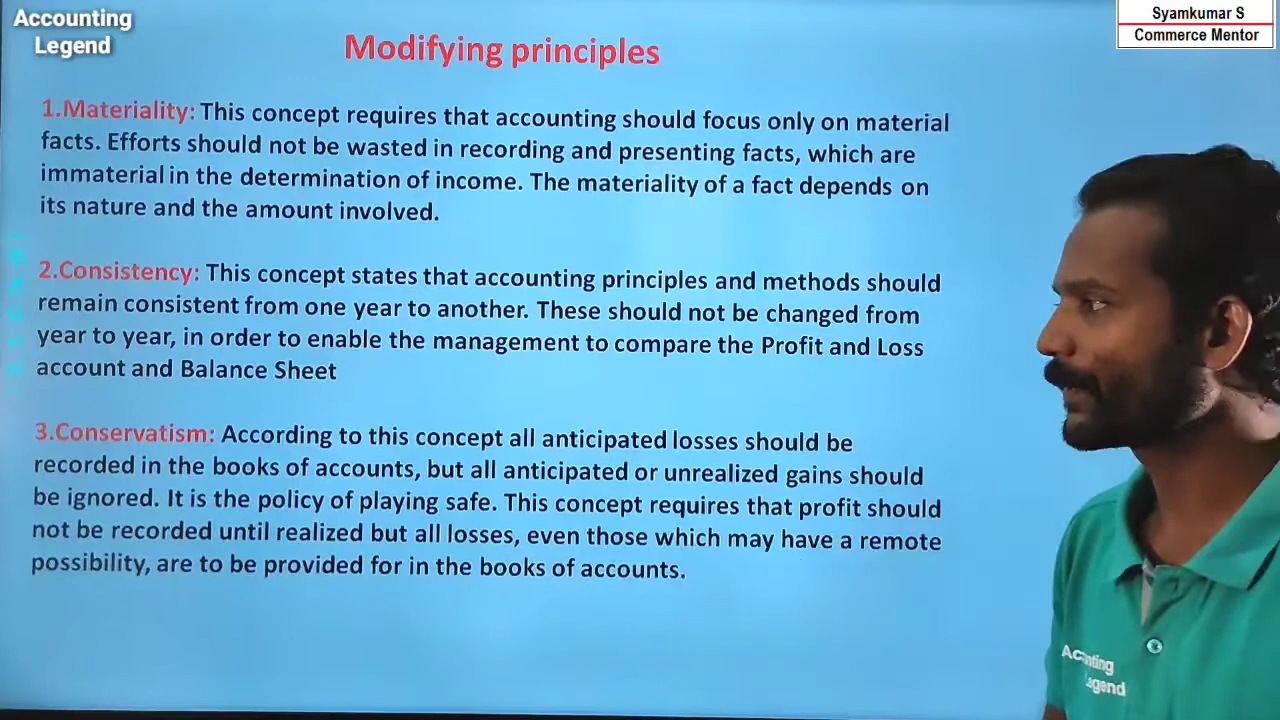 Accounting
Legend
Syamkumar S
Commerce Mentor
Modifying principles
1.Materiality: This concept requires that accounting should focus only on material
facts. Efforts should not be wasted in recording and presenting facts, which are
immaterial in the determination of income. The materiality of a fact depends on
its nature and the amount involved.
2.Consistency: This concept states that accounting principles and methods should
remain consistent from one year to another. These should not be changed from
year to year, in order to enable the management to compare the Profit and Loss
account and Balance Sheet
3.Conservatism: According to this concept all anticipated losses should be
recorded in the books of accounts, but all anticipated or unrealized gains should
be ignored. It is the policy of playing safe. This concept requires that profit should
not be recorded until realized but all losses, even those which may have a remote
possibility, are to be provided for in the books of accounts.
Accounting
Legend